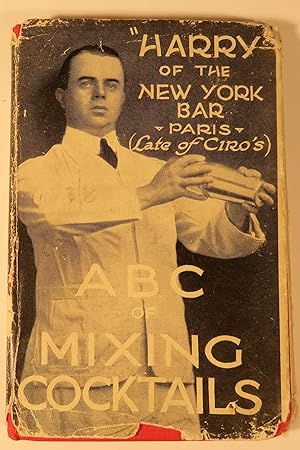 "HARRY
OF THE
NEW YORK
BAR
- PARIS -
(Late of CIRO'S)
ABC
OF
MIXING
COCKTAILS